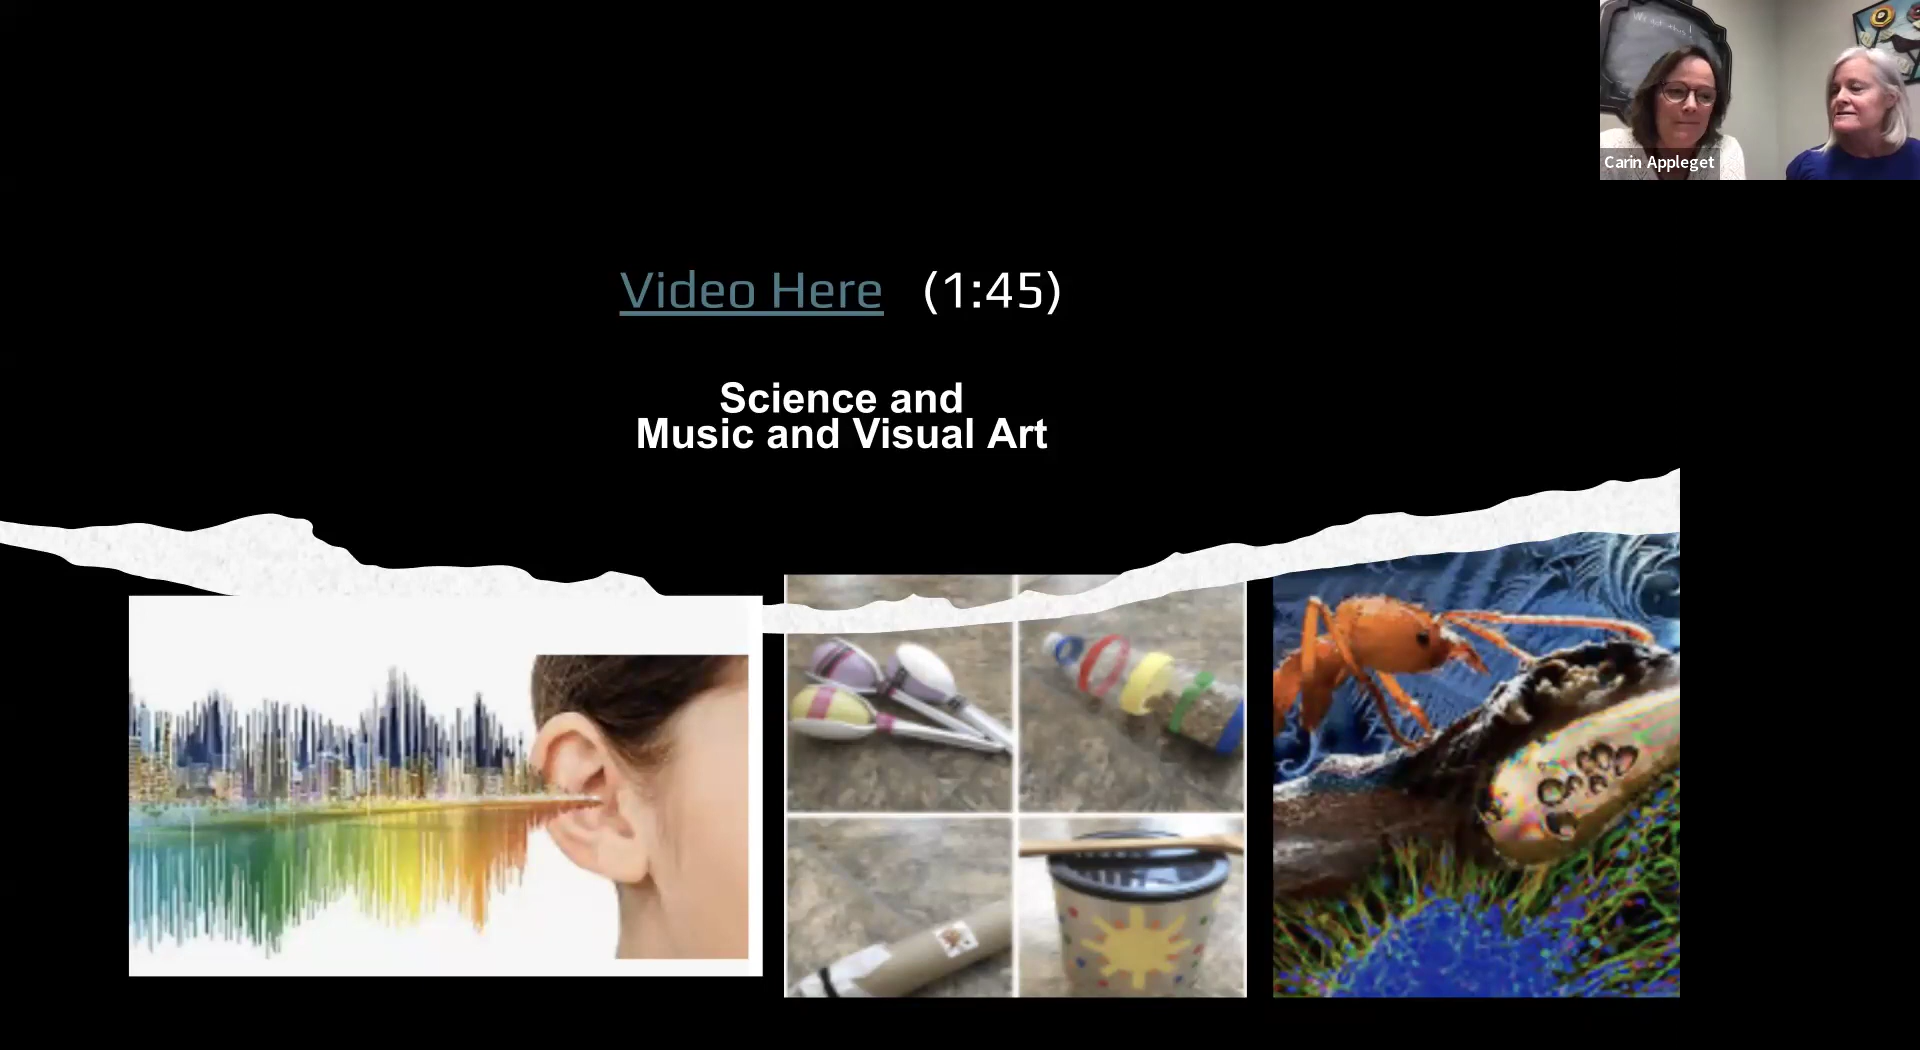 Carin Appleget
Video Here (1:45)
Science and
Music and Visual Art